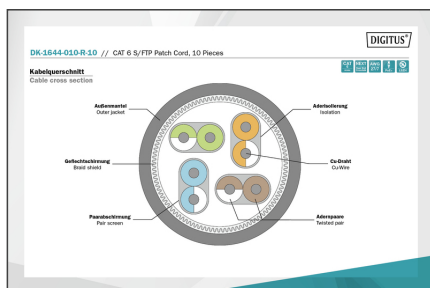 DIGITUS®
DK-1644-010-R-10 // CAT 6 S/FTP Patch Cord, 10 Pieces
Kabelquerschnitt
Cable cross section
Außenmantel
Outer jacket
Aderisolierung
Isolation
Geflechtschirmung
Braid shield
Cu-Draht
Cu-Wire
Paarabschirmung
Pair screen
Adernpaare
Twisted pair